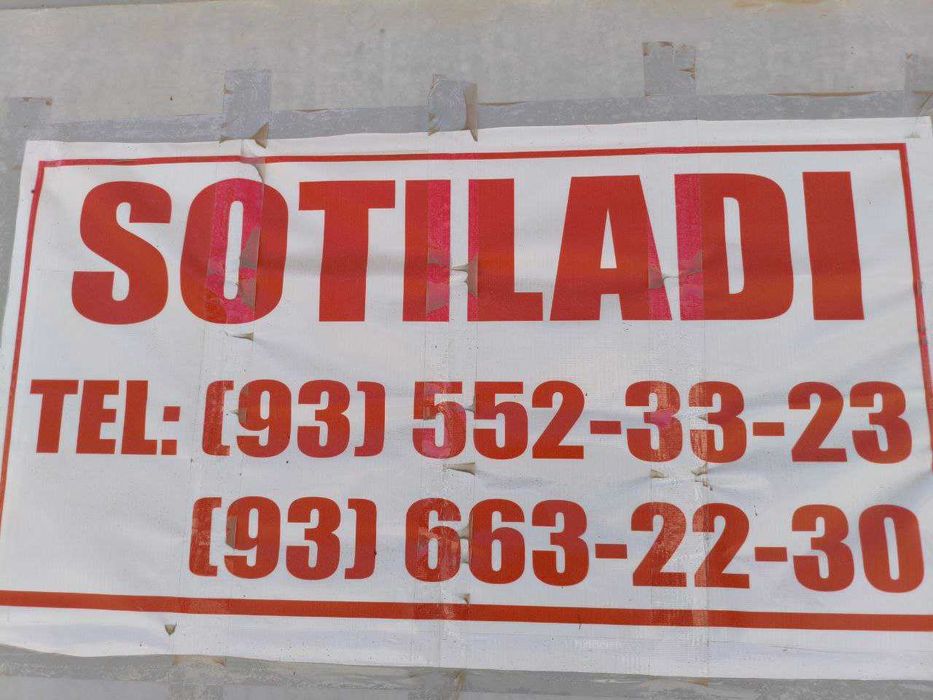 SOTILADI
TEL: (93) 552-33-23
(93) 663-22-30